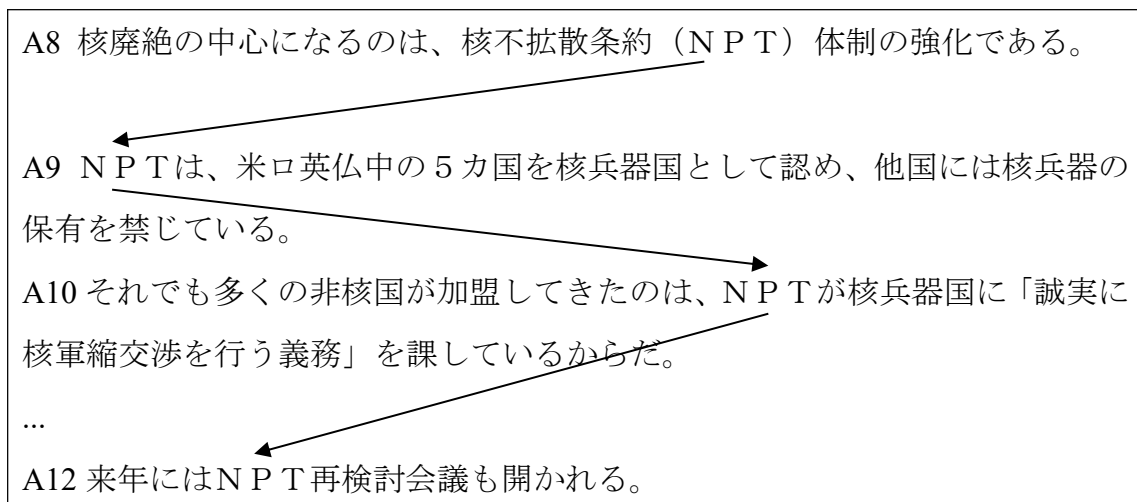 A8 核廃絶の中心になるのは、核不拡散条約（ＮＰＴ）体制の強化である。
A9 ＮＰＴは、米ロ英仏中の５カ国を核兵器国として認め、他国には核兵器の
保有を禁じている。
A10 それでも多くの非核国が加盟してきたのは、ＮＰＴが核兵器国に「誠実に
核軍縮交渉を行う義務」を課しているからだ。
...
A12 来年にはＮＰＴ再検討会議も開かれる。